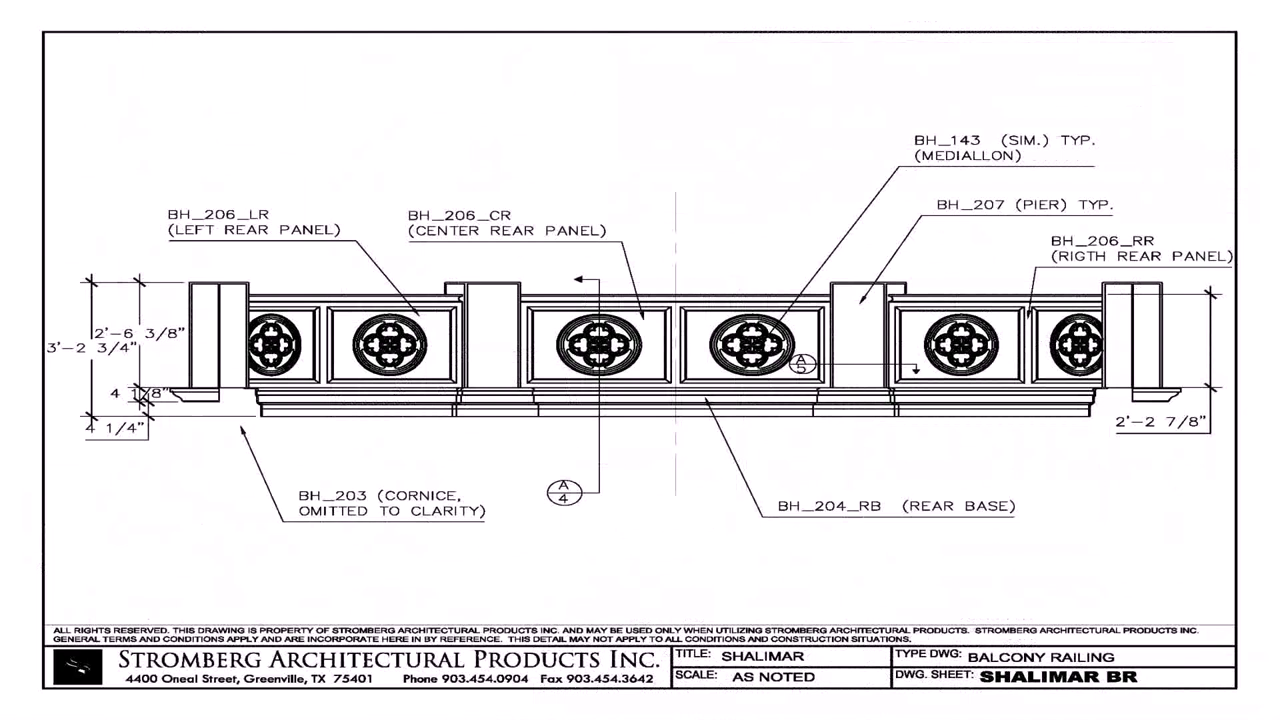 BH_143 (SIM.) TYP.
(MEDIALLON)
BH_207 (PIER) TYP.
BH_206_LR
(LEFT REAR PANEL)
BH_206_CR
(CENTER REAR PANEL)
BH_206_RR
(RIGTH REAR PANEL)
2'-6 3/8"
3'-2 3/4"
A
5
4 1/8"
4 1/4"
2'-2 7/8"
A
4
BH_203 (CORNICE,
OMITTED TO CLARITY)
BH_204_RB (REAR BASE)
ALL RIGHTS RESERVED. THIS DRAWING IS PROPERTY OF STROMBERG ARCHITECTURAL PRODUCTS INC. AND MAY BE USED ONLY WHEN UTILIZING STROMBERG ARCHITECTURAL PRODUCTS. STROMBERG ARCHITECTURAL PRODUCTS INC.
GENERAL TERMS AND CONDITIONS APPLY AND ARE INCORPORATE HERE IN BY REFERENCE. THIS DETAIL MAY NOT APPLY TO ALL CONDITIONS AND CONSTRUCTION SITUATIONS.
STROMBERG ARCHITECTURAL PRODUCTS INC.
4400 Oneal Street, Greenville, TX 75401 Phone 903.454.0904 Fax 903.454.3642
TITLE: SHALIMAR
SCALE: AS NOTED
TYPE DWG: BALCONY RAILING
DWG. SHEET: SHALIMAR BR